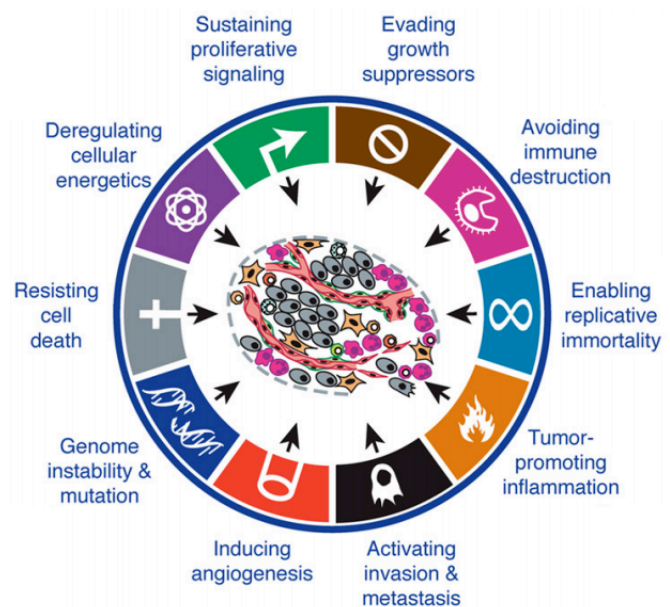 Sustaining
proliferative
signaling
Evading
growth
suppressors
Avoiding
immune
destruction
Enabling
replicative
immortality
Tumor-
promoting
inflammation
Activating
invasion &
metastasis
Inducing
angiogenesis
Genome
instability &
mutation
Resisting
cell
death
Deregulating
cellular
energetics